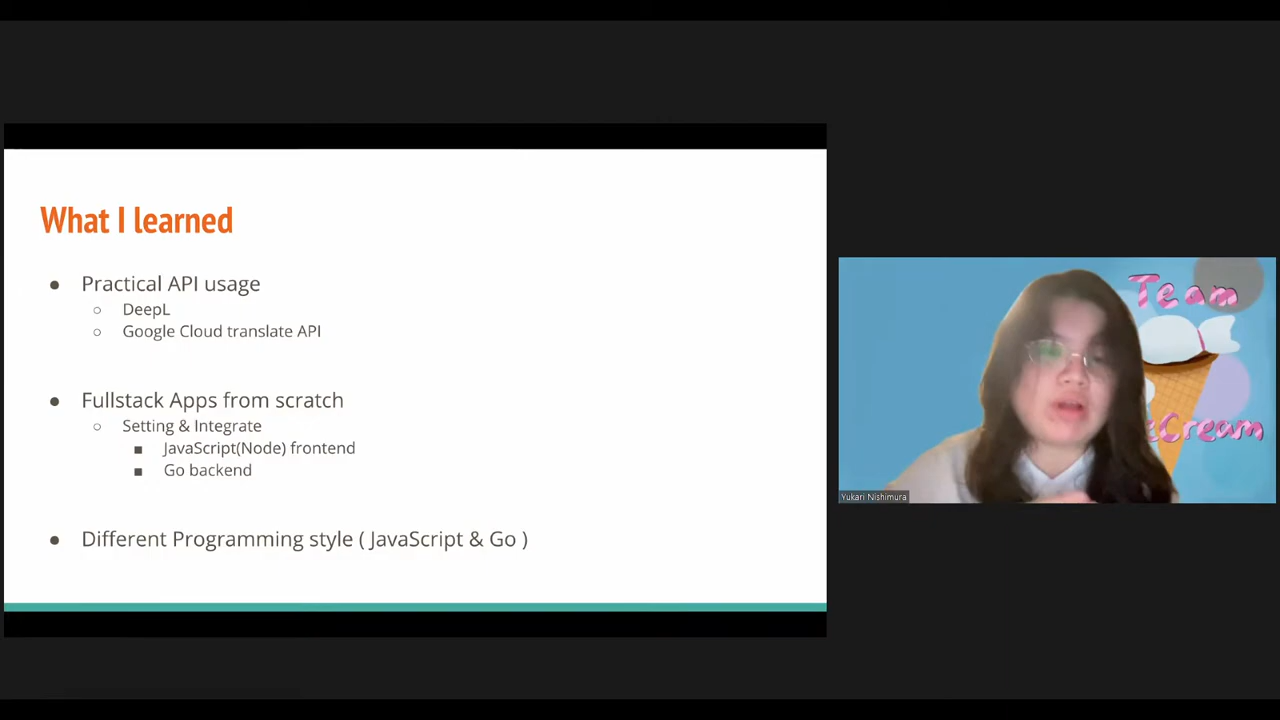 What I learned
● Practical API usage
○ DeepL
○ Google Cloud translate API
● Fullstack Apps from scratch
○ Setting & Integrate
■ JavaScript(Node) frontend
■ Go backend
● Different Programming style ( JavaScript & Go )
Team
Cream
Yukari Nishimura